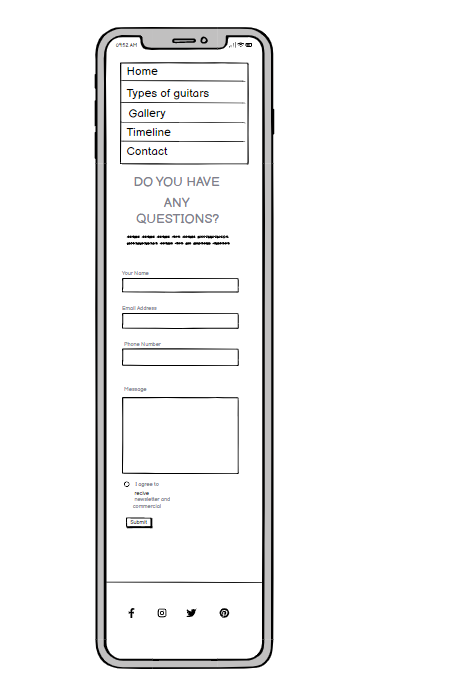 09:52 AM
Home
Types of guitars
Gallery
Timeline
Contact
DO YOU HAVE
ANY
QUESTIONS?
Your Name
Email Address
Phone Number
Message
I agree to
recive
newsletter and
commercial
Submit